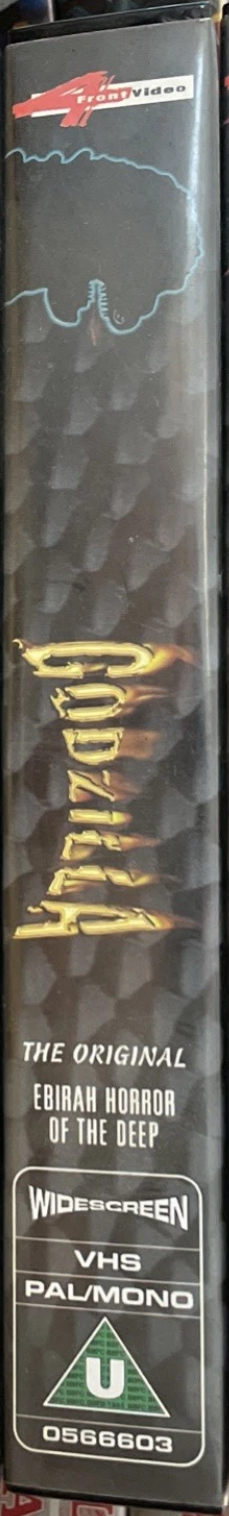 4 Front Video
GODZILLA
THE ORIGINAL
EBIRAH HORROR
OF THE DEEP
WIDESCREEN
VHS
PAL/MONO
U
0566603